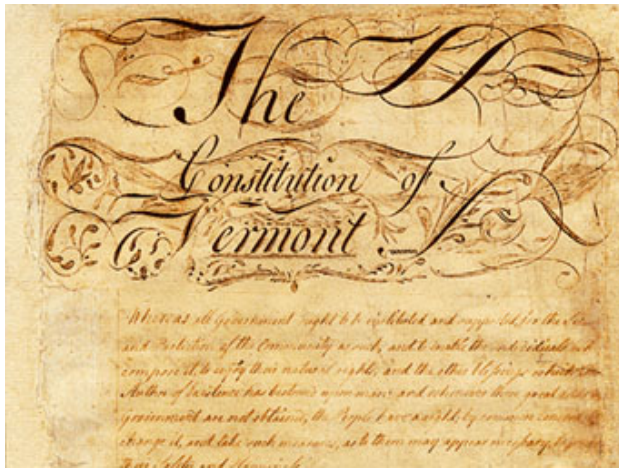 The
Constitution of
Vermont
Whereas all Government ought to be instituted and supported, for the
and Protection of the Community as such, and to enable the individuals who
compose it, to enjoy their natural rights, and the other blessings which the
Author of existence has bestowed upon man; and whenever those great ends of
government are not obtained, the People have a right, by common consent to
change it, and take such measures, as to them may appear necessary to
their Safety and Happiness